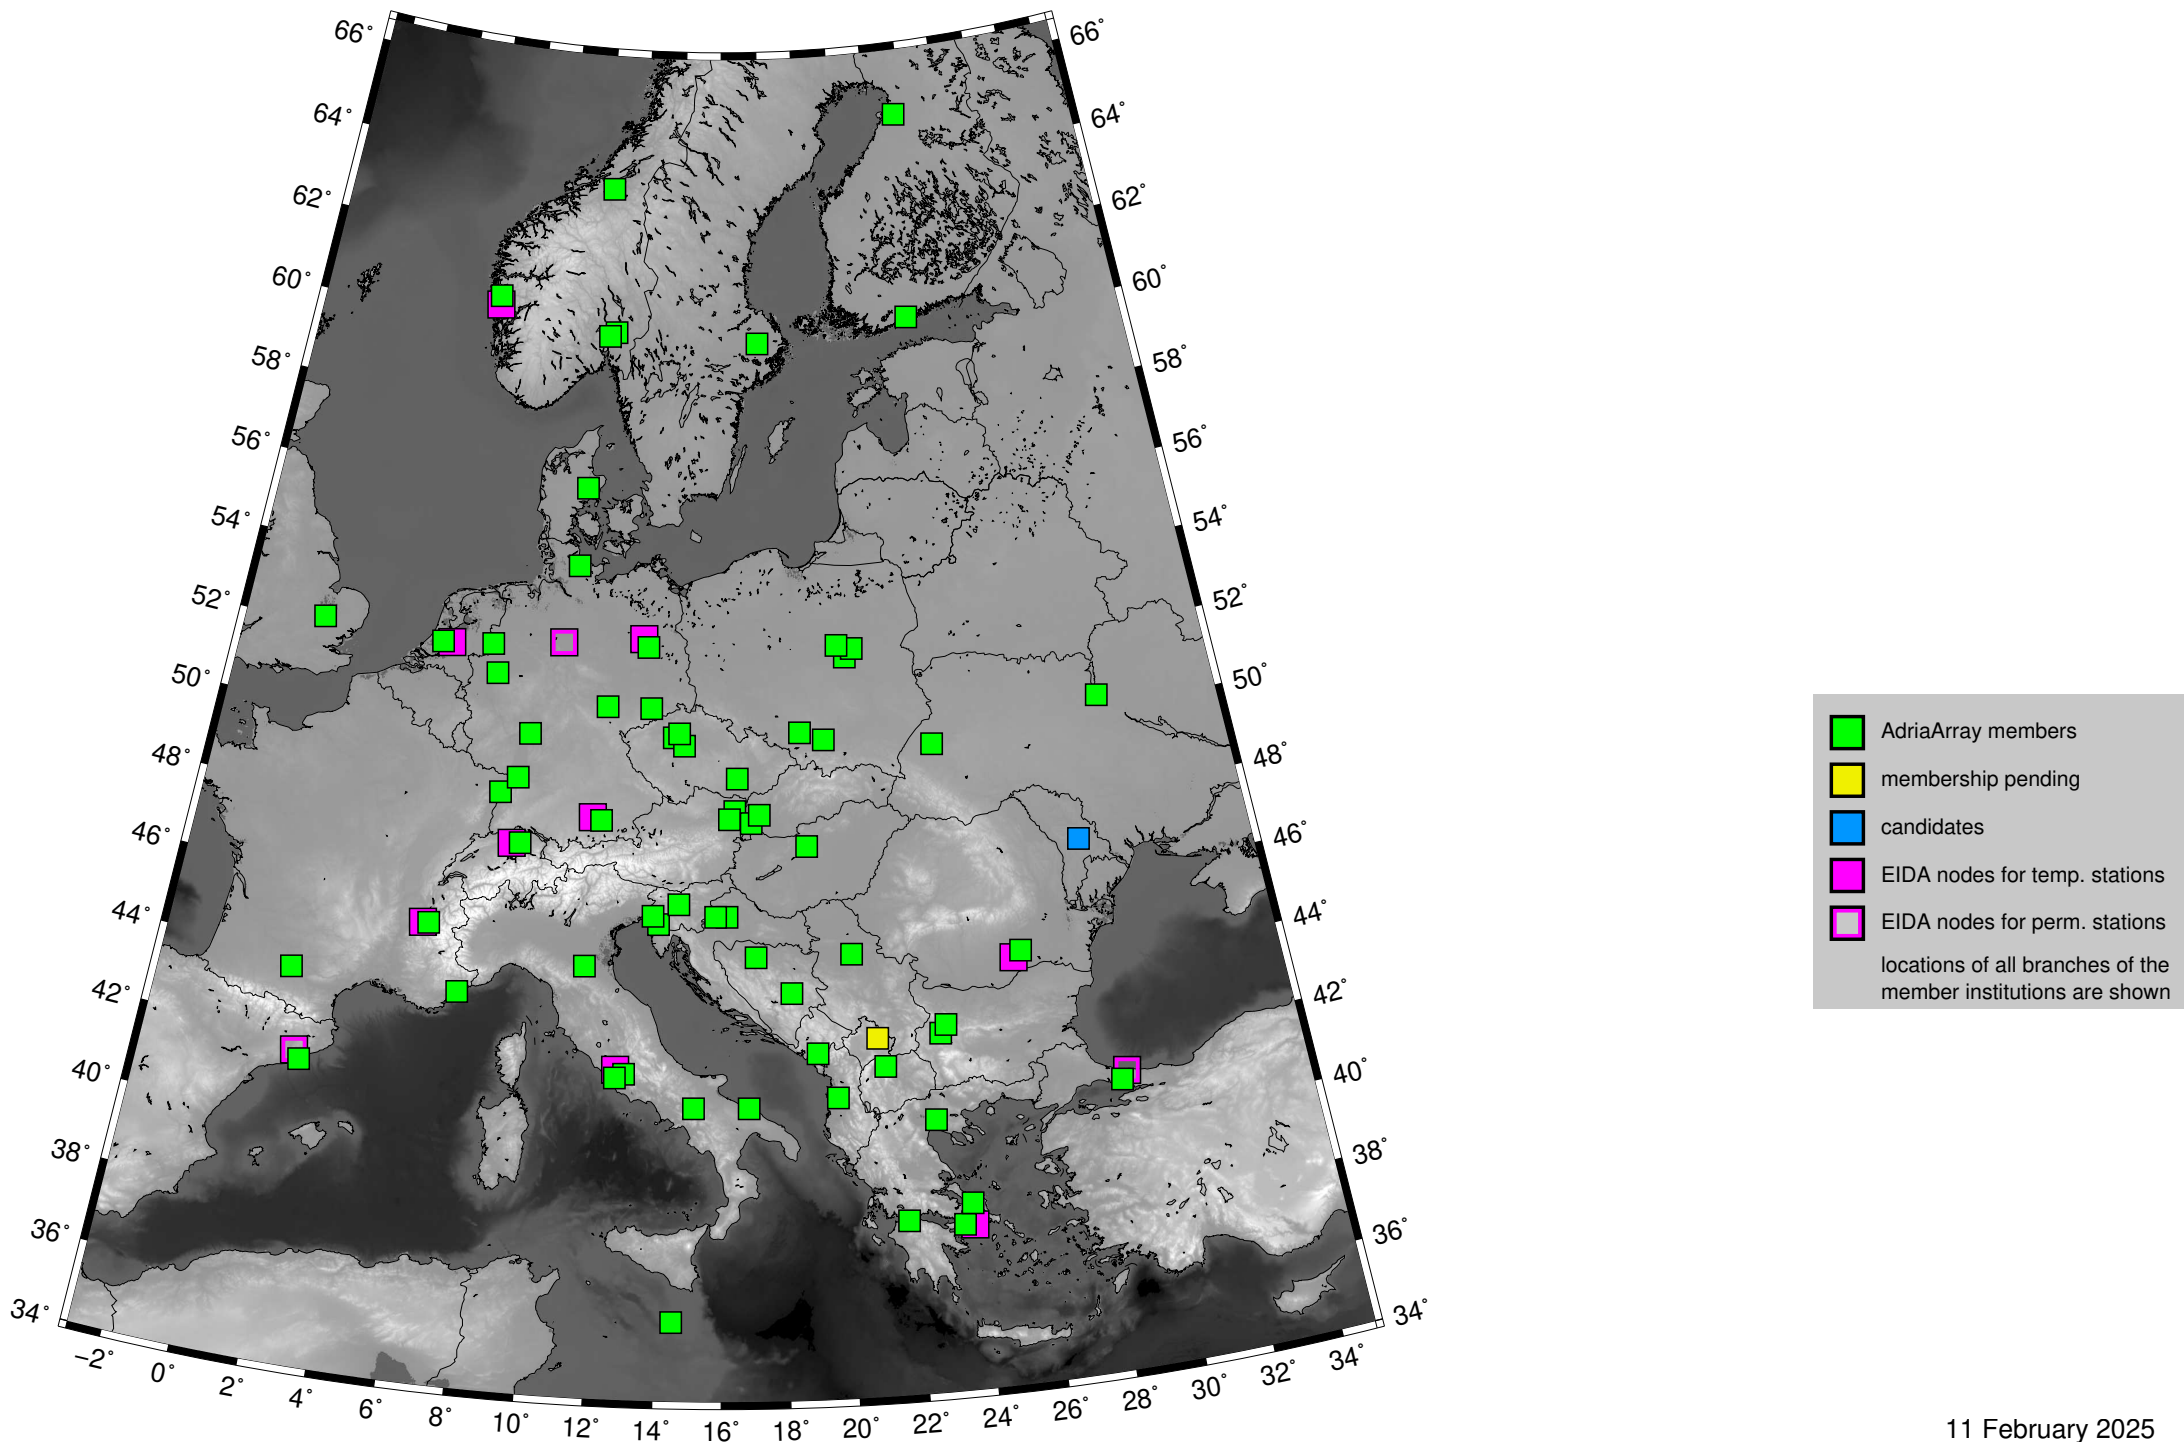 66° 66°
64° 64°
62° 62°
60° 60°
58° 58°
56° 56°
54° 54°
52° 52°
50° 50°
48° 48°
46° 46°
44° 44°
42° 42°
40° 40°
38° 38°
36° 36°
34° 34°
−2° 0° 2° 4° 6° 8° 10° 12° 14° 16° 18° 20° 22° 24° 26° 28° 30° 32° 34°
AdriaArray members
membership pending
candidates
EIDA nodes for temp. stations
EIDA nodes for perm. stations
locations of all branches of the
member institutions are shown
11 February 2025